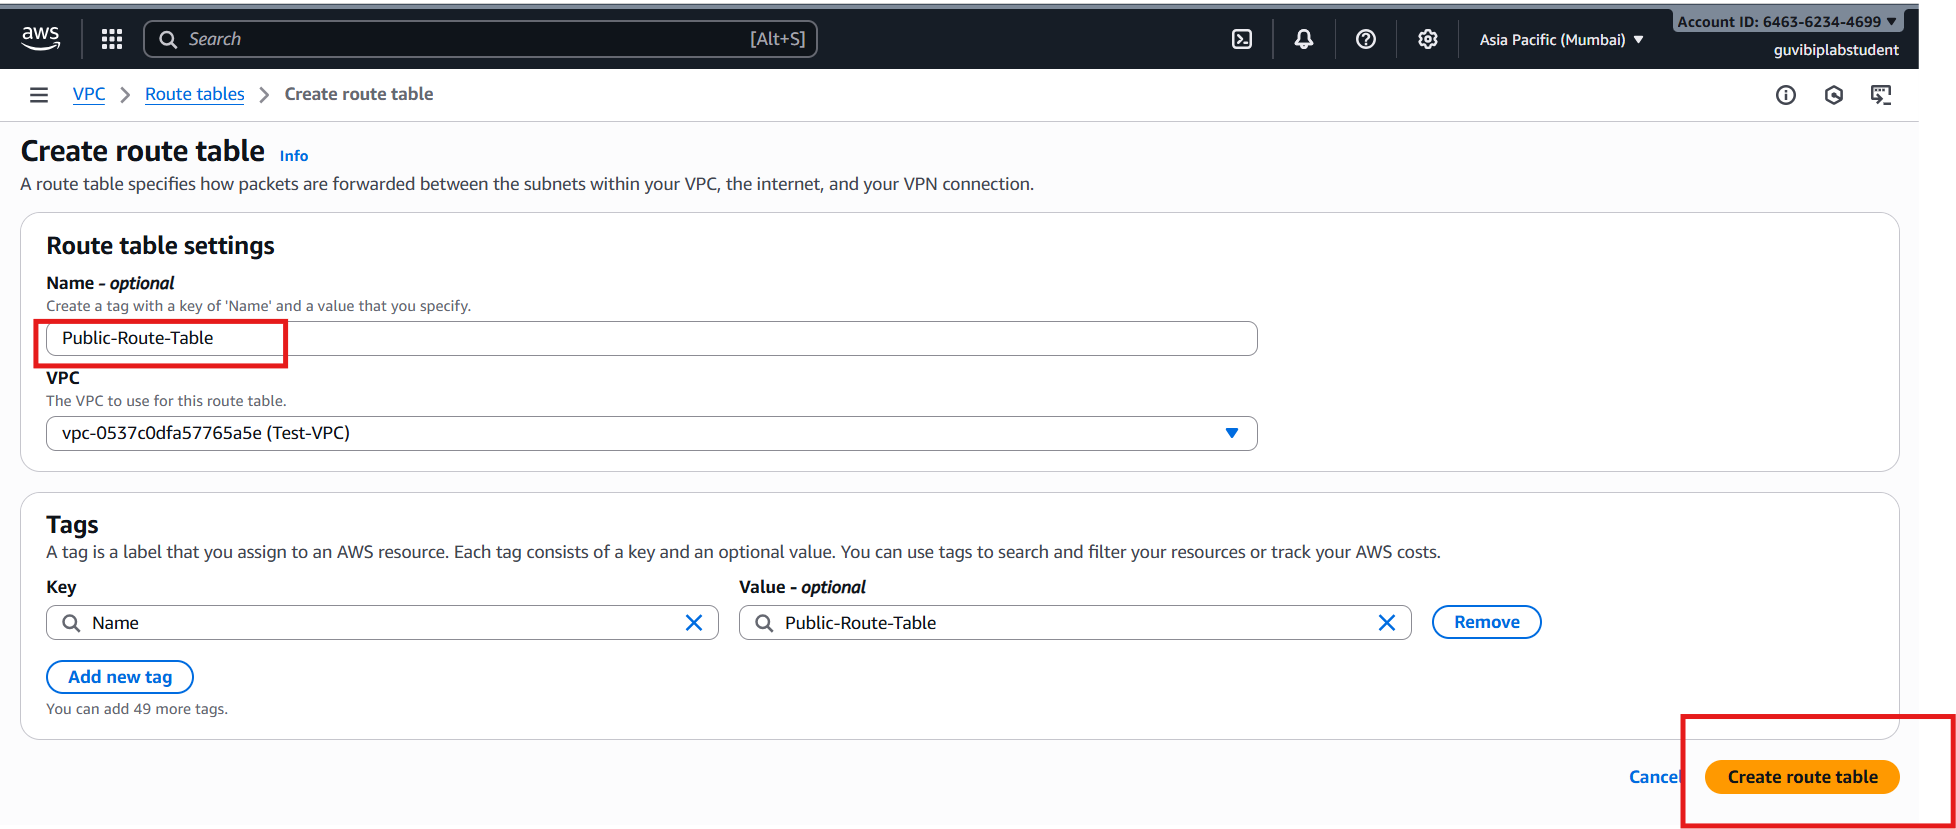 aws
Search [Alt+S]
Asia Pacific (Mumbai)
Account ID: 6463-6234-4699
guvibiplabstudent
VPC Route tables Create route table
Create route table Info
A route table specifies how packets are forwarded between the subnets within your VPC, the internet, and your VPN connection.
Route table settings
Name - optional
Create a tag with a key of 'Name' and a value that you specify.
Public-Route-Table
VPC
The VPC to use for this route table.
vpc-0537c0dfa57765a5e (Test-VPC)
Tags
A tag is a label that you assign to an AWS resource. Each tag consists of a key and an optional value. You can use tags to search and filter your resources or track your AWS costs.
Key Value - optional
Name Public-Route-Table Remove
Add new tag
You can add 49 more tags.
Cancel Create route table